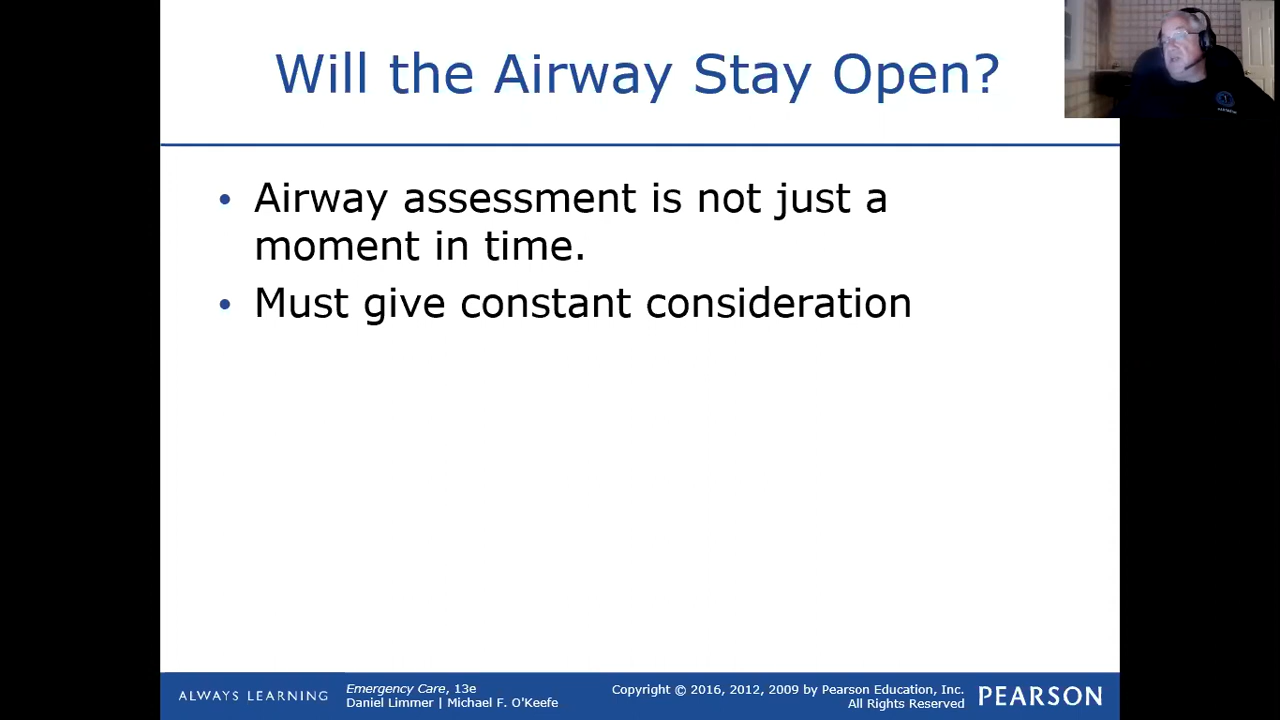 Will the Airway Stay Open?
• Airway assessment is not just a
moment in time.
• Must give constant consideration
ALWAYS LEARNING
Emergency Care, 13e
Daniel Limmer | Michael F. O'Keefe
Copyright © 2016, 2012, 2009 by Pearson Education, Inc.
All Rights Reserved
PEARSON